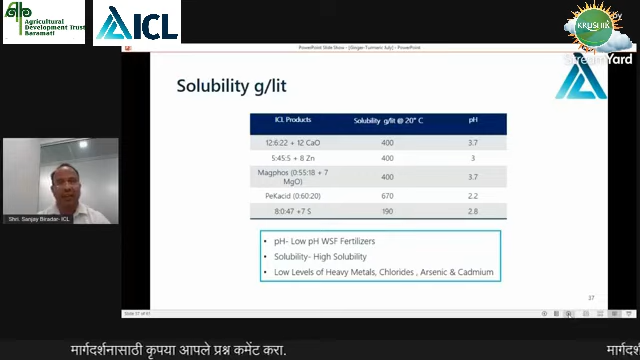 Agricultural
Development Trust
Baramati
ICL
KRUSHIK
StreamYard
PowerPoint Slide Show - [Ginger-Turmeric July] - PowerPoint
Solubility g/lit
ICL Products Solubility g/lit @ 20° C pH
12:6:22 + 12 CaO 400 3.7
5:45:5 + 8 Zn 400 3
Magphos (0:55:18 + 7
MgO) 400 3.7
PeKacid (0:60:20) 670 2.2
8:0:47 +7 S 190 2.8
• pH- Low pH WSF Fertilizers
• Solubility- High Solubility
• Low Levels of Heavy Metals, Chlorides , Arsenic & Cadmium
Shri. Sanjay Biradar- ICL
37
मार्गदर्शनासाठी कृपया आपले प्रश्न कमेंट करा.
मार्गदर्श